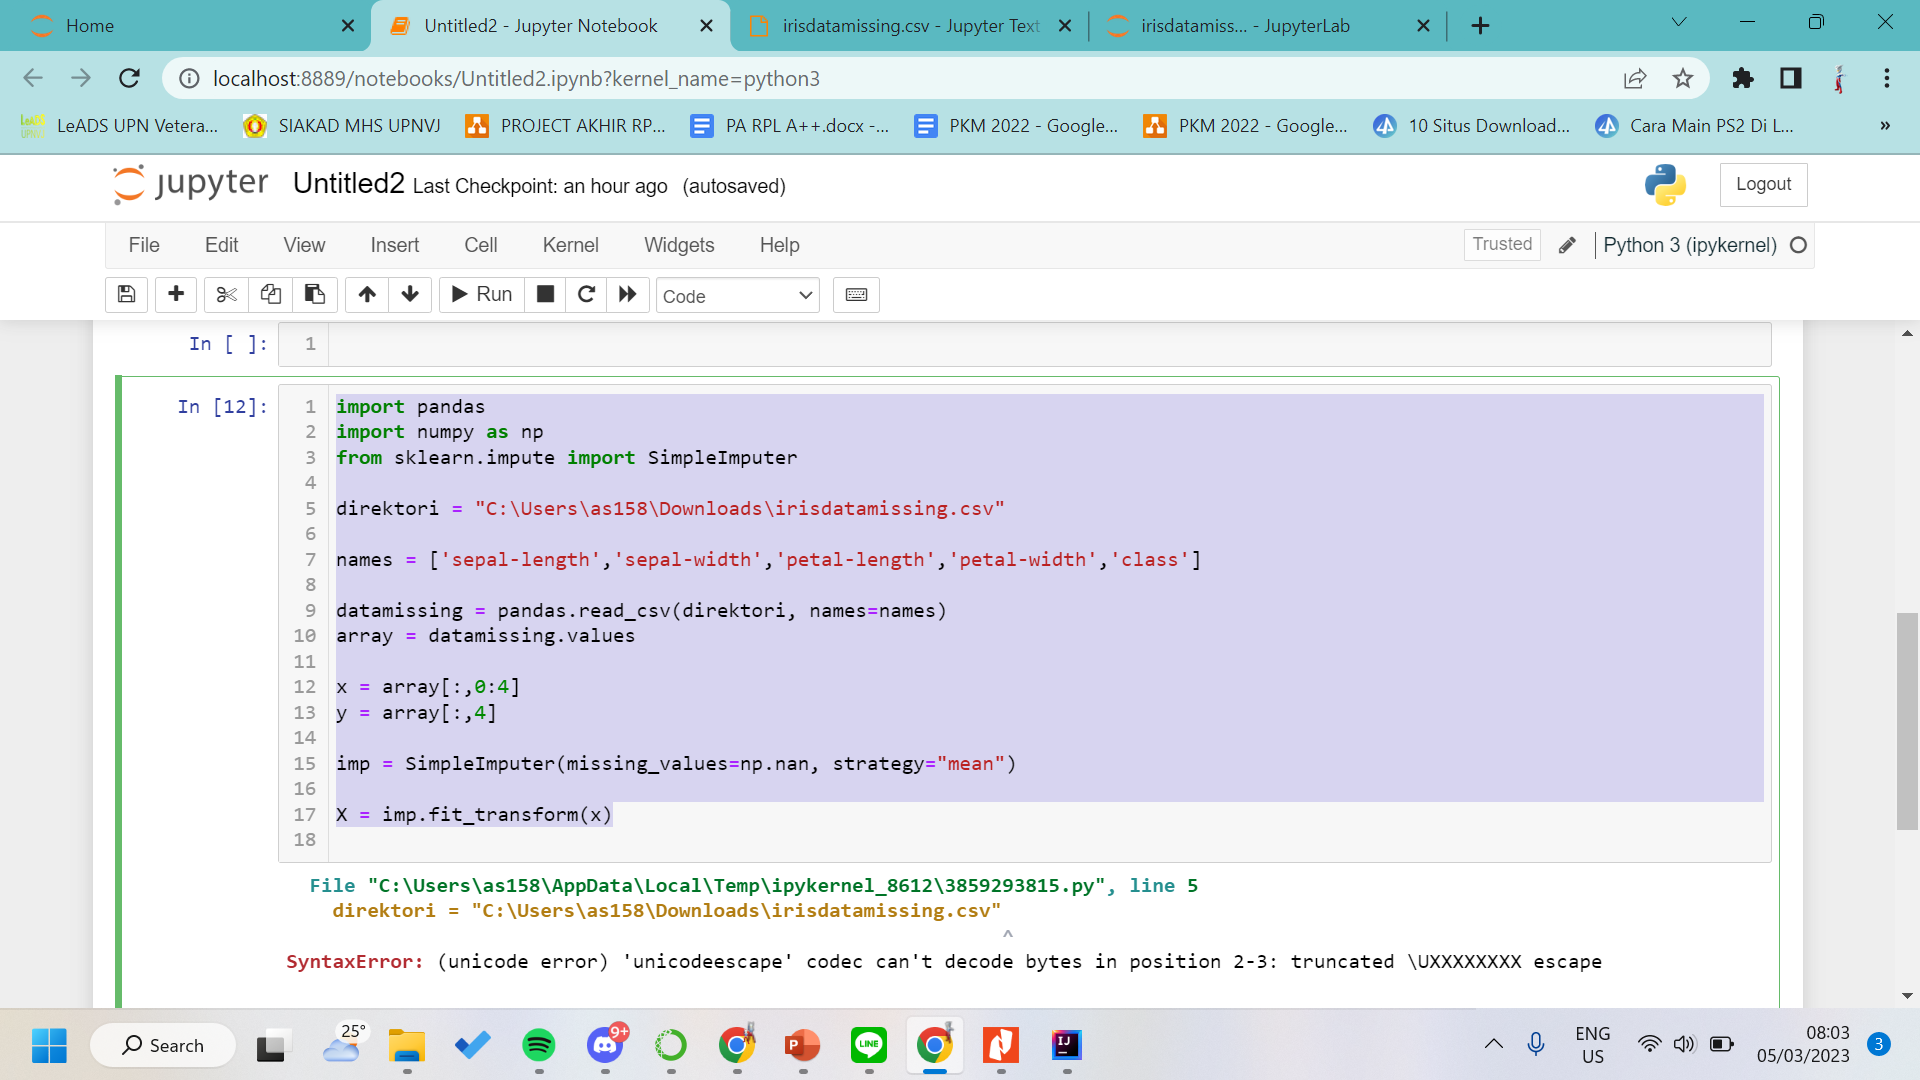 Home
Untitled2 - Jupyter Notebook
irisdatamissing.csv - Jupyter Text
irisdatamiss... - JupyterLab
localhost:8889/notebooks/Untitled2.ipynb?kernel_name=python3
LeADS UPN Vetera...
SIAKAD MHS UPNVJ
PROJECT AKHIR RP...
PA RPL A++.docx -...
PKM 2022 - Google...
PKM 2022 - Google...
10 Situs Download...
Cara Main PS2 Di L...
»
jupyter Untitled2 Last Checkpoint: an hour ago (autosaved)
Logout
File Edit View Insert Cell Kernel Widgets Help
Trusted
Python 3 (ipykernel)
Run
Code
In [ ]: 1
In [12]:
1 import pandas
2 import numpy as np
3 from sklearn.impute import SimpleImputer
4
5 direktori = "C:\Users\as158\Downloads\irisdatamissing.csv"
6
7 names = ['sepal-length','sepal-width','petal-length','petal-width','class']
8
9 datamissing = pandas.read_csv(direktori, names=names)
10 array = datamissing.values
11
12 x = array[:,0:4]
13 y = array[:,4]
14
15 imp = SimpleImputer(missing_values=np.nan, strategy="mean")
16
17 X = imp.fit_transform(x)
18
File "C:\Users\as158\AppData\Local\Temp\ipykernel_8612\3859293815.py", line 5
direktori = "C:\Users\as158\Downloads\irisdatamissing.csv"
^
SyntaxError: (unicode error) 'unicodeescape' codec can't decode bytes in position 2-3: truncated \UXXXXXXXX escape
Search
25°
9+
P
LINE
IJ
ENG
US
08:03
05/03/2023
3